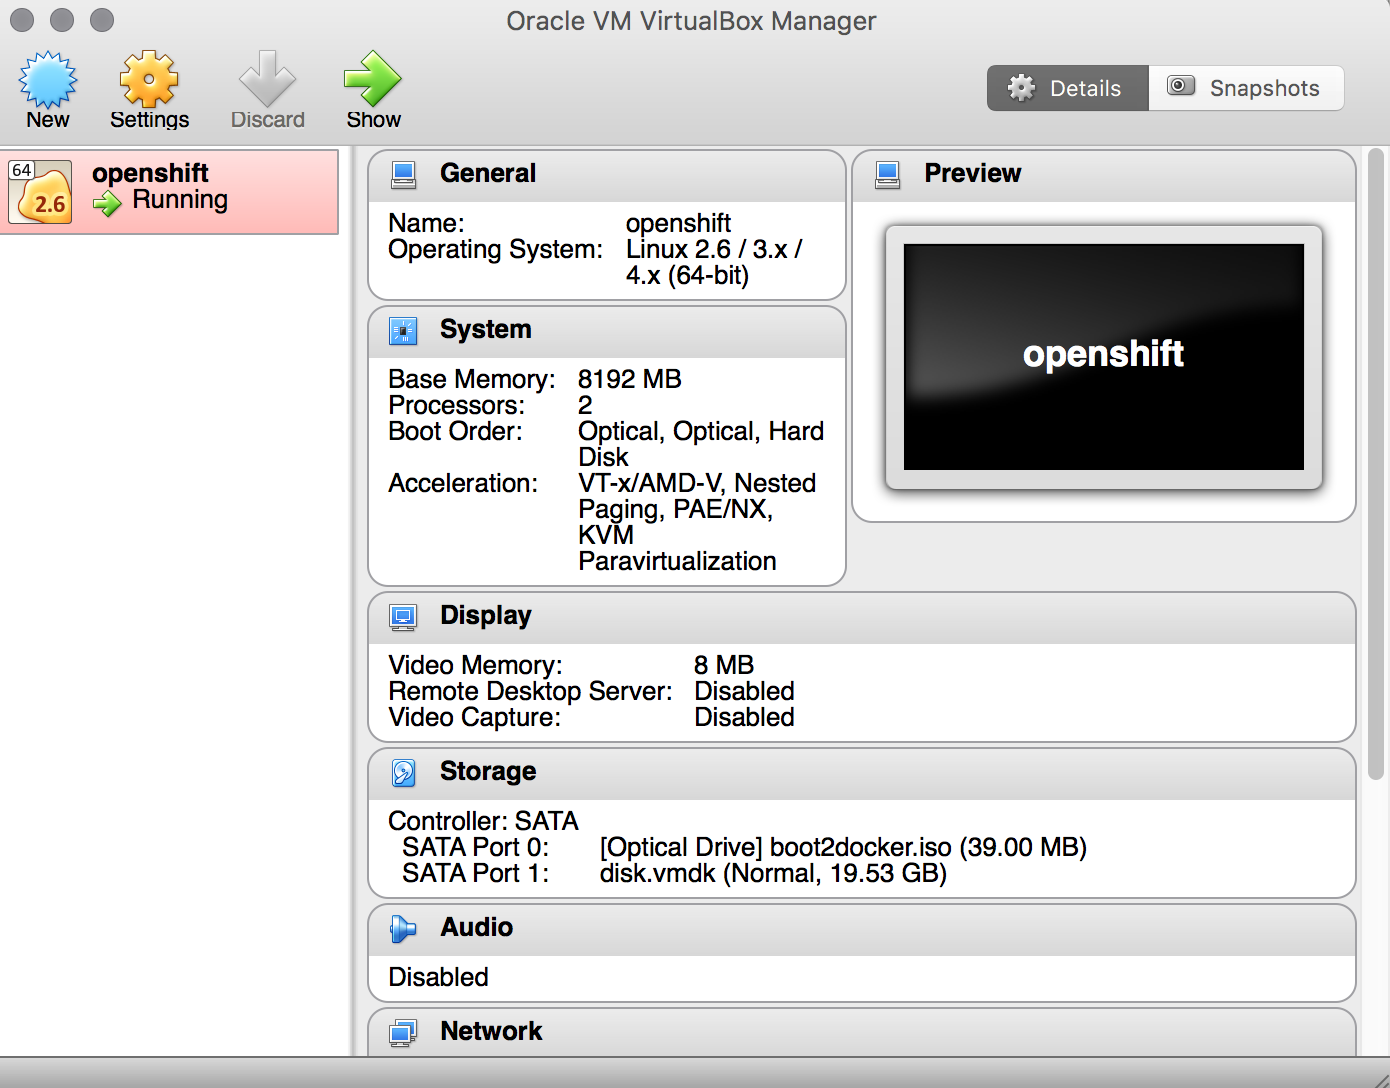 Oracle VM VirtualBox Manager
New
Settings
Discard
Show
Details
Snapshots
64
2.6
openshift
Running
General
Name: openshift
Operating System: Linux 2.6 / 3.x /
4.x (64-bit)
Preview
openshift
System
Base Memory: 8192 MB
Processors: 2
Boot Order: Optical, Optical, Hard
Disk
Acceleration: VT-x/AMD-V, Nested
Paging, PAE/NX,
KVM
Paravirtualization
Display
Video Memory: 8 MB
Remote Desktop Server: Disabled
Video Capture: Disabled
Storage
Controller: SATA
SATA Port 0: [Optical Drive] boot2docker.iso (39.00 MB)
SATA Port 1: disk.vmdk (Normal, 19.53 GB)
Audio
Disabled
Network